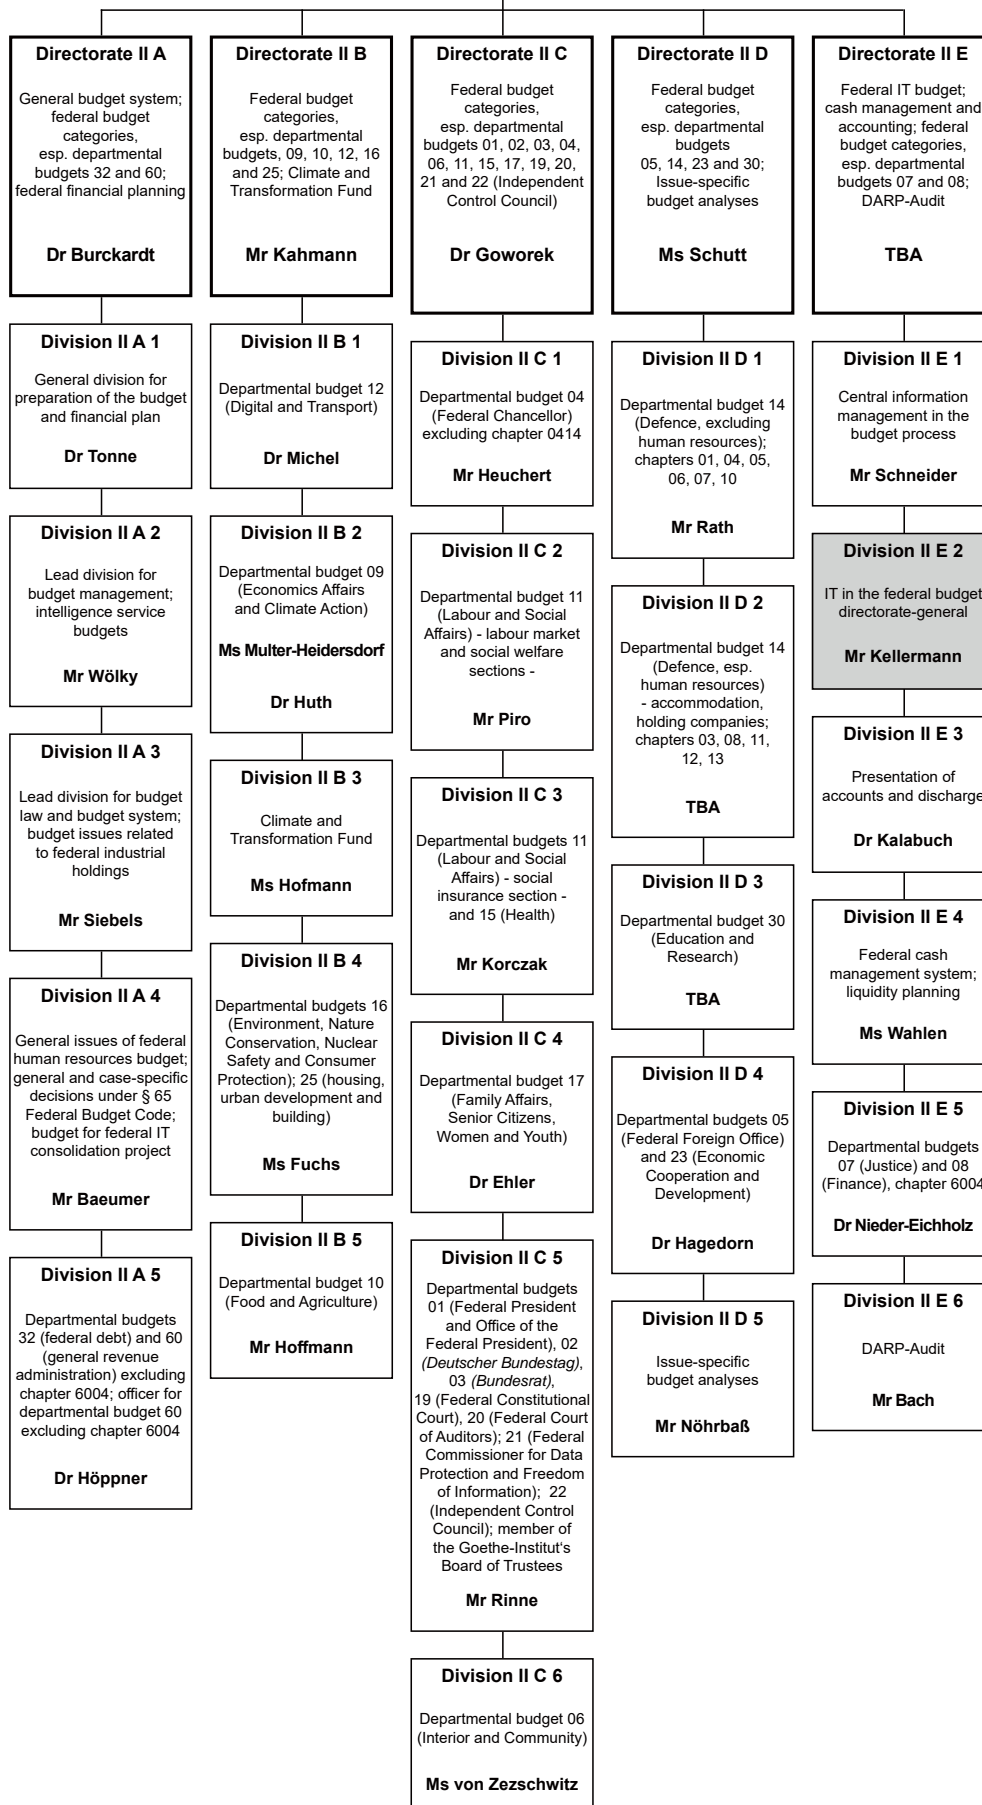 Directorate II A
General budget system;
federal budget
categories,
esp. departmental
budgets 32 and 60;
federal financial planning
Dr Burckardt
Division II A 1
General division for
preparation of the budget
and financial plan
Dr Tonne
Division II A 2
Lead division for
budget management;
intelligence service
budgets
Mr Wölky
Division II A 3
Lead division for budget
law and budget system;
budget issues related
to federal industrial
holdings
Mr Siebels
Division II A 4
General issues of federal
human resources budget;
general and case-specific
decisions under § 65
Federal Budget Code;
budget for federal IT
consolidation project
Mr Baeumer
Division II A 5
Departmental budgets
32 (federal debt) and 60
(general revenue
administration) excluding
chapter 6004; officer for
departmental budget 60
excluding chapter 6004
Dr Höppner
Directorate II B
Federal budget
categories,
esp. departmental
budgets, 09, 10, 12, 16
and 25; Climate and
Transformation Fund
Mr Kahmann
Division II B 1
Departmental budget 12
(Digital and Transport)
Dr Michel
Division II B 2
Departmental budget 09
(Economics Affairs
and Climate Action)
Ms Multer-Heidersdorf
Dr Huth
Division II B 3
Climate and
Transformation Fund
Ms Hofmann
Division II B 4
Departmental budgets 16
(Environment, Nature
Conservation, Nuclear
Safety and Consumer
Protection); 25 (housing,
urban development and
building)
Ms Fuchs
Division II B 5
Departmental budget 10
(Food and Agriculture)
Mr Hoffmann
Directorate II C
Federal budget
categories,
esp. departmental
budgets 01, 02, 03, 04,
06, 11, 15, 17, 19, 20,
21 and 22 (Independent
Control Council)
Dr Goworek
Division II C 1
Departmental budget 04
(Federal Chancellor)
excluding chapter 0414
Mr Heuchert
Division II C 2
Departmental budget 11
(Labour and Social
Affairs) - labour market
and social welfare
sections -
Mr Piro
Division II C 3
Departmental budgets 11
(Labour and Social
Affairs) - social
insurance section -
and 15 (Health)
Mr Korczak
Division II C 4
Departmental budget 17
(Family Affairs,
Senior Citizens,
Women and Youth)
Dr Ehler
Division II C 5
Departmental budgets
01 (Federal President
and Office of the
Federal President), 02
(Deutscher Bundestag),
03 (Bundesrat),
19 (Federal Constitutional
Court), 20 (Federal Court
of Auditors); 21 (Federal
Commissioner for Data
Protection and Freedom
of Information); 22
(Independent Control
Council); member of
the Goethe-Institut‘s
Board of Trustees
Mr Rinne
Division II C 6
Departmental budget 06
(Interior and Community)
Ms von Zezschwitz
Directorate II D
Federal budget
categories,
esp. departmental
budgets
05, 14, 23 and 30;
Issue-specific
budget analyses
Ms Schutt
Division II D 1
Departmental budget 14
(Defence, excluding
human resources);
chapters 01, 04, 05,
06, 07, 10
Mr Rath
Division II D 2
Departmental budget 14
(Defence, esp.
human resources)
- accommodation,
holding companies;
chapters 03, 08, 11,
12, 13
TBA
Division II D 3
Departmental budget 30
(Education and
Research)
TBA
Division II D 4
Departmental budgets 05
(Federal Foreign Office)
and 23 (Economic
Cooperation and
Development)
Dr Hagedorn
Division II D 5
Issue-specific
budget analyses
Mr Nöhrbaß
Directorate II E
Federal IT budget;
cash management and
accounting; federal
budget categories,
esp. departmental
budgets 07 and 08;
DARP-Audit
TBA
Division II E 1
Central information
management in the
budget process
Mr Schneider
Division II E 2
IT in the federal budget
directorate-general
Mr Kellermann
Division II E 3
Presentation of
accounts and discharge
Dr Kalabuch
Division II E 4
Federal cash
management system;
liquidity planning
Ms Wahlen
Division II E 5
Departmental budgets
07 (Justice) and 08
(Finance), chapter 6004
Dr Nieder-Eichholz
Division II E 6
DARP-Audit
Mr Bach